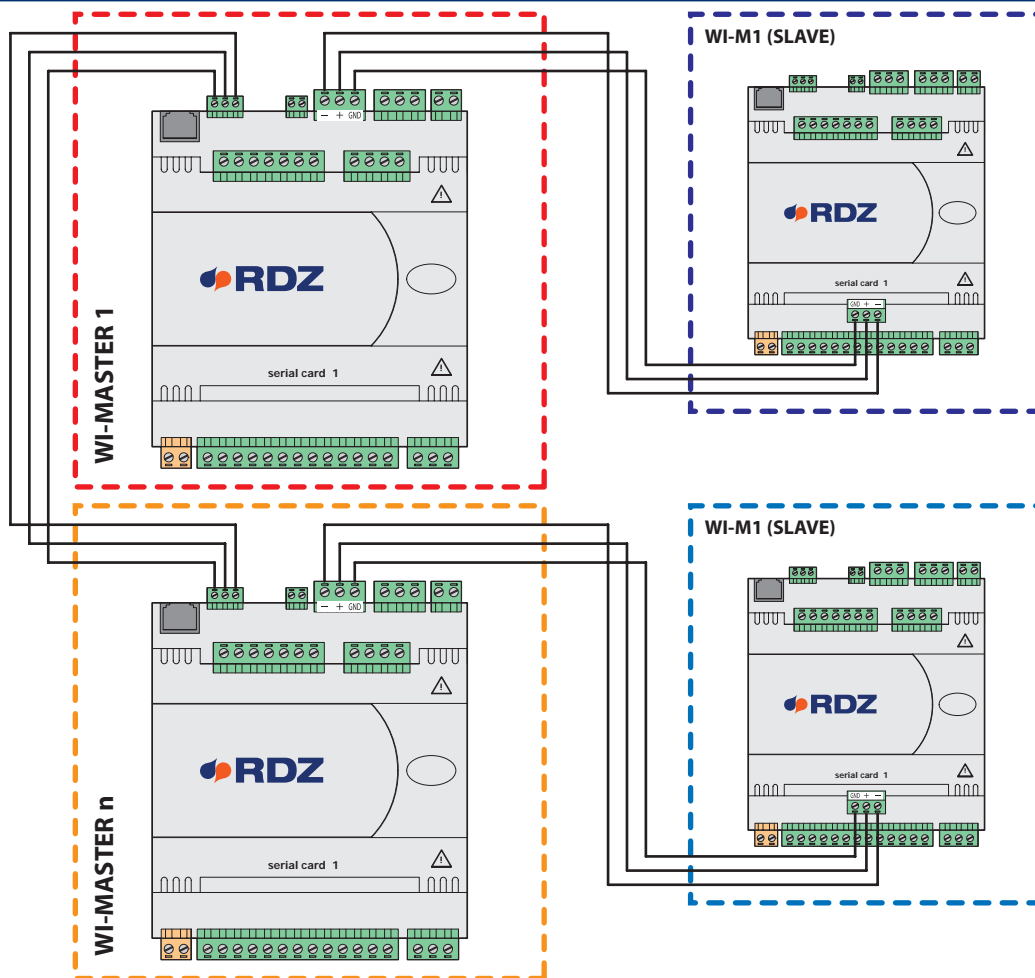 WI-MASTER 1
− + GND
RDZ
serial card 1
WI-M1 (SLAVE)
RDZ
serial card 1
GND + −
WI-MASTER n
− + GND
RDZ
serial card 1
WI-M1 (SLAVE)
RDZ
serial card 1
GND + −